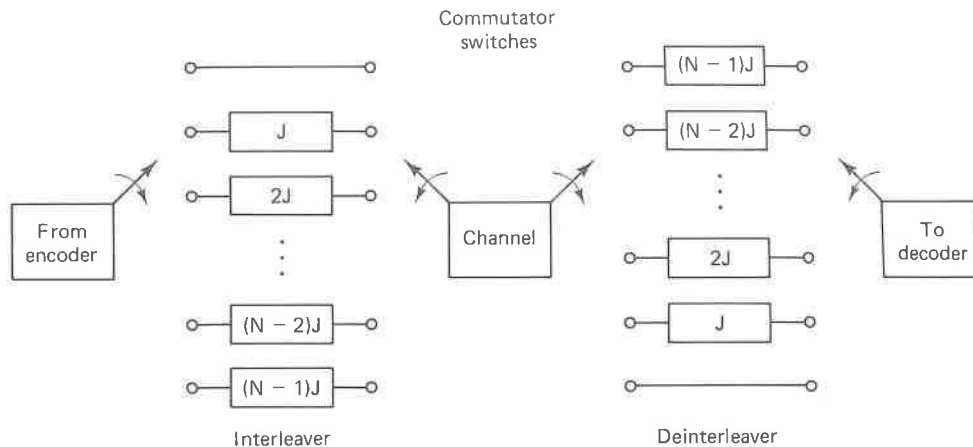 Commutator
switches
J
2J
(N − 2)J
(N − 1)J
Interleaver
From
encoder
Channel
(N − 1)J
(N − 2)J
2J
J
Deinterleaver
To
decoder